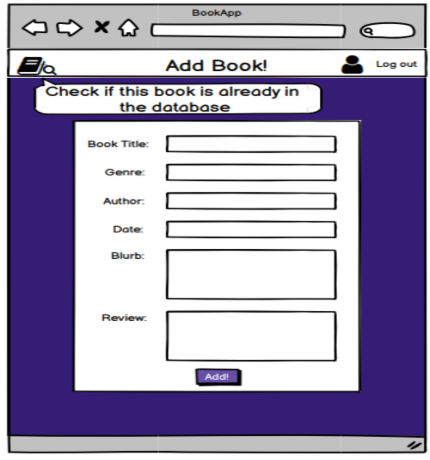 BookApp
Add Book!
Log out
Check if this book is already in
the database
Book Title:
Genre:
Author:
Date:
Blurb:
Review:
Add!